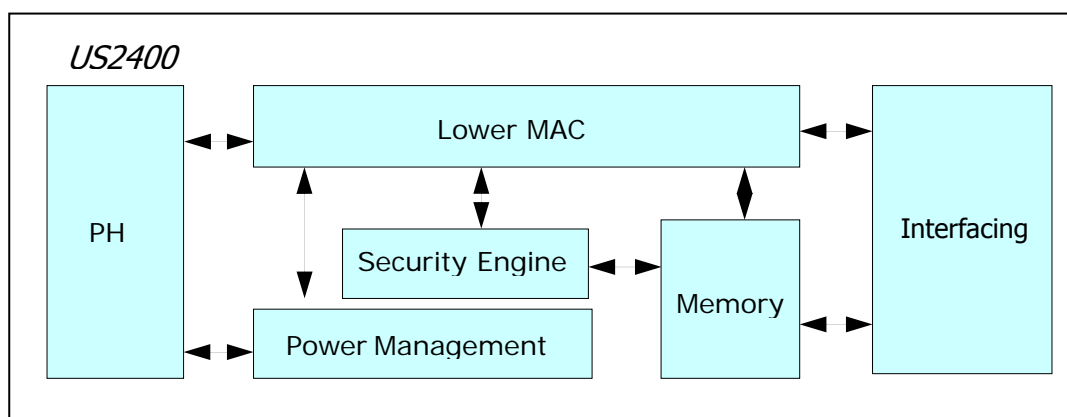 US2400
Lower MAC
PH
Interfacing
Security Engine
Memory
Power Management